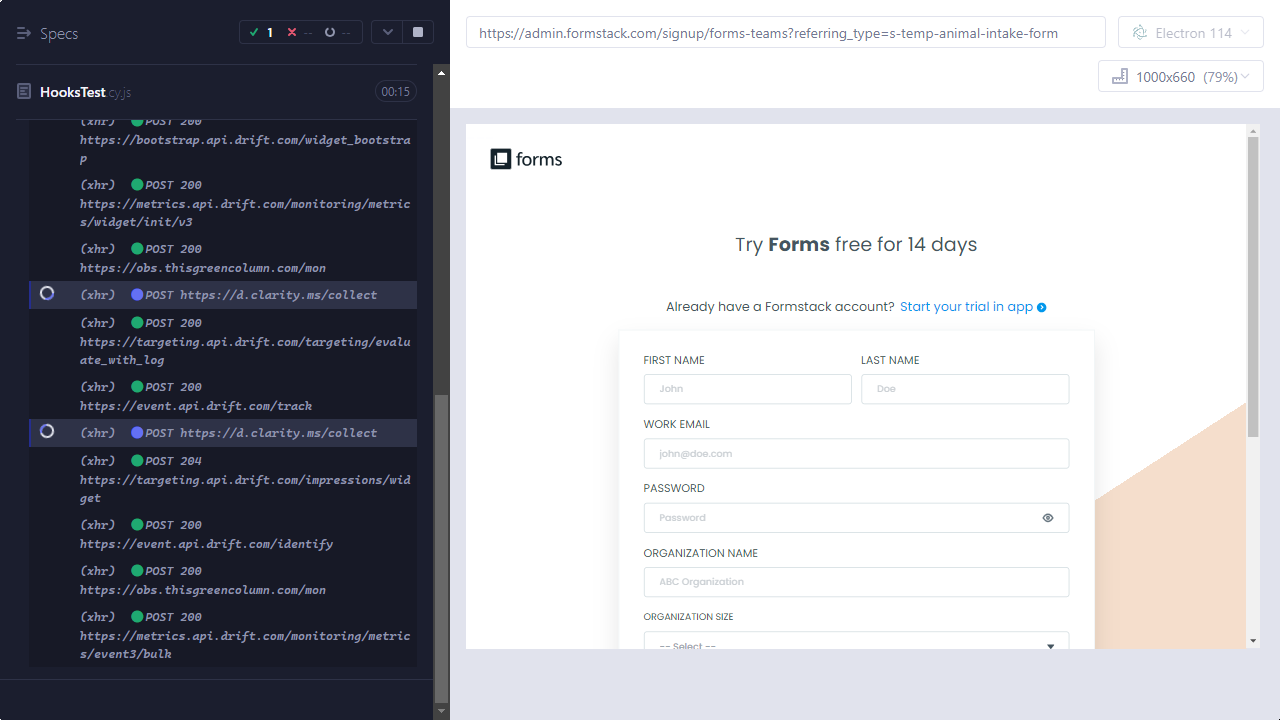 Specs
1
--
--
HooksTest.cy.js
00:15
(xhr) POST 200
https://bootstrap.api.drift.com/widget_bootstra
p
(xhr) POST 200
https://metrics.api.drift.com/monitoring/metric
s/widget/init/v3
(xhr) POST 200
https://obs.thisgreencolumn.com/mon
(xhr) POST https://d.clarity.ms/collect
(xhr) POST 200
https://targeting.api.drift.com/targeting/evalu
ate_with_log
(xhr) POST 200
https://event.api.drift.com/track
(xhr) POST https://d.clarity.ms/collect
(xhr) POST 204
https://targeting.api.drift.com/impressions/wid
get
(xhr) POST 200
https://event.api.drift.com/identify
(xhr) POST 200
https://obs.thisgreencolumn.com/mon
(xhr) POST 200
https://metrics.api.drift.com/monitoring/metric
s/event3/bulk
https://admin.formstack.com/signup/forms-teams?referring_type=s-temp-animal-intake-form
Electron 114
1000x660 (79%)
forms
Try Forms free for 14 days
Already have a Formstack account? Start your trial in app
FIRST NAME
LAST NAME
John
Doe
WORK EMAIL
john@doe.com
PASSWORD
Password
ORGANIZATION NAME
ABC Organization
ORGANIZATION SIZE
-- Select --